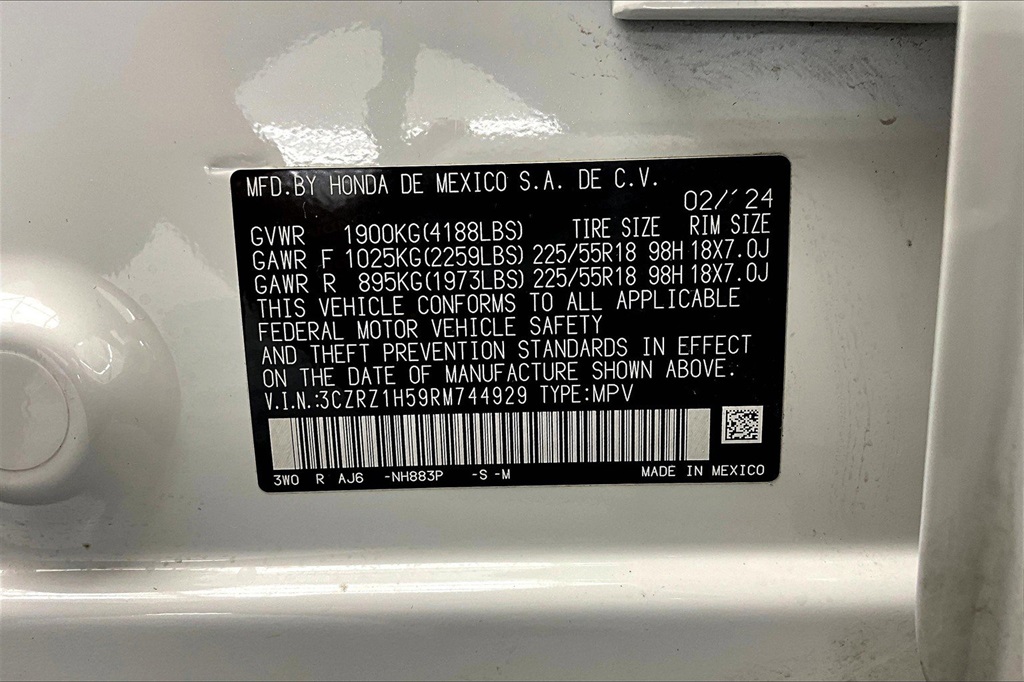 MFD.BY HONDA DE MEXICO S.A. DE C.V.
02/'24
GVWR 1900KG(4188LBS) TIRE SIZE RIM SIZE
GAWR F 1025KG(2259LBS) 225/55R18 98H 18X7.0J
GAWR R 895KG(1973LBS) 225/55R18 98H 18X7.0J
THIS VEHICLE CONFORMS TO ALL APPLICABLE
FEDERAL MOTOR VEHICLE SAFETY
AND THEFT PREVENTION STANDARDS IN EFFECT
ON THE DATE OF MANUFACTURE SHOWN ABOVE.
V.I.N.:3CZRZ1H59RM744929 TYPE:MPV
3W0 R AJ6 -NH883P -S -M MADE IN MEXICO